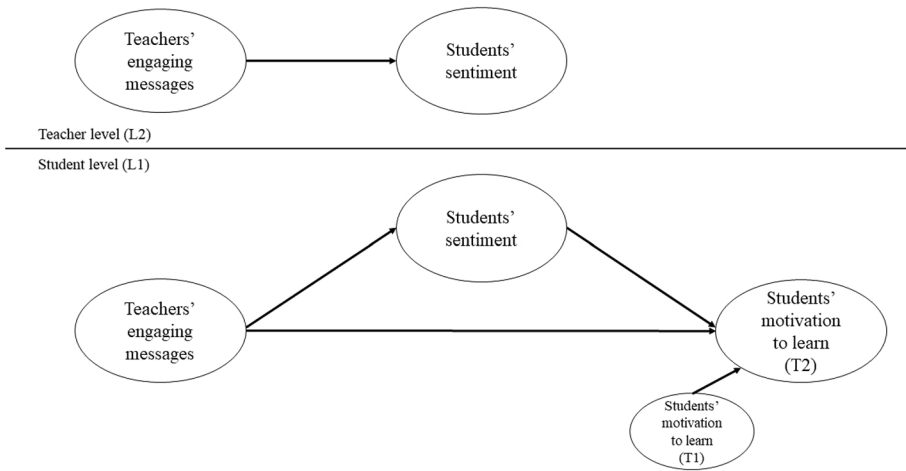 Teachers’
engaging
messages
Students’
sentiment
Teacher level (L2)
Student level (L1)
Students’
sentiment
Teachers’
engaging
messages
Students’
motivation
to learn
(T2)
Students’
motivation
to learn
(T1)